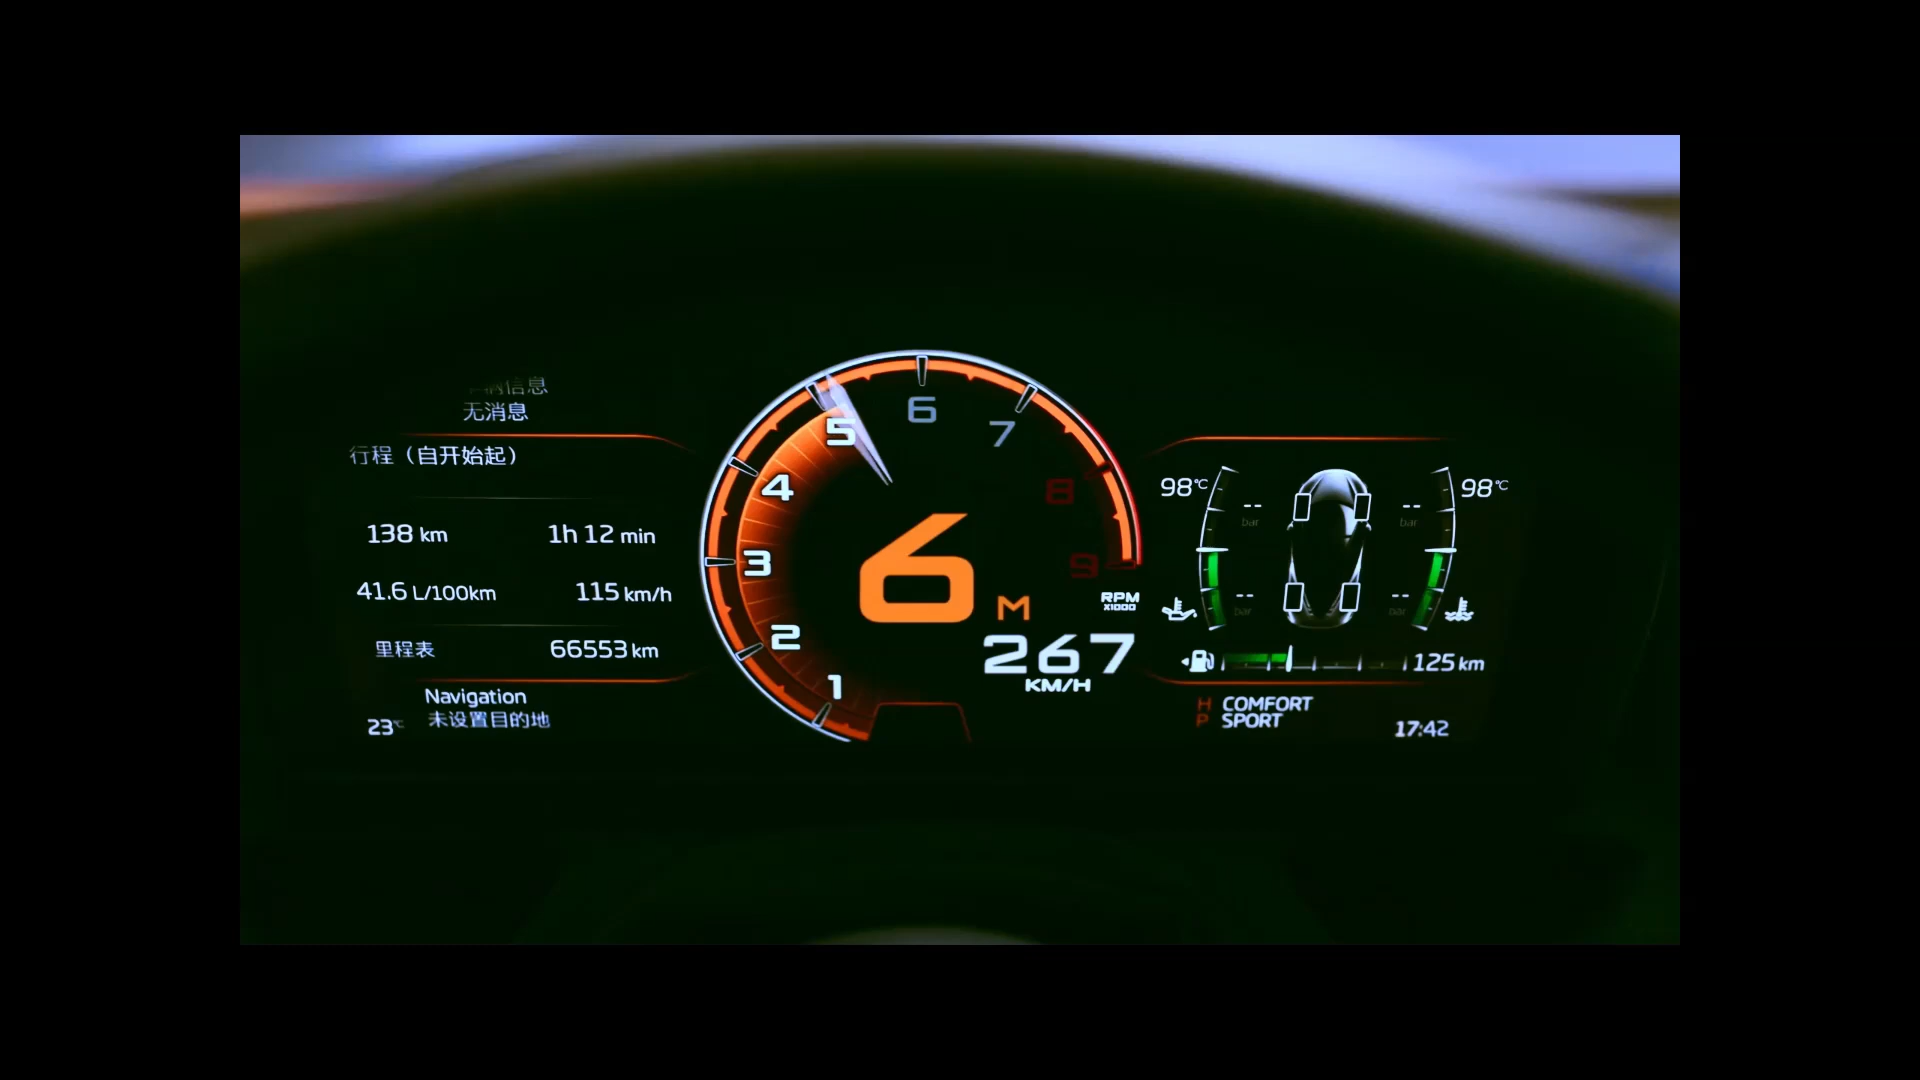 信息
无消息
行程（自开始起）
138 km
1h 12 min
41.6 L/100km
115 km/h
里程表
66553 km
Navigation
未设置目的地
23°C
1
2
3
4
5
6
7
8
9
6
M
RPM
X1000
267
KM/H
98°C
98°C
-- bar
-- bar
-- bar
-- bar
125 km
H COMFORT
P SPORT
17:42